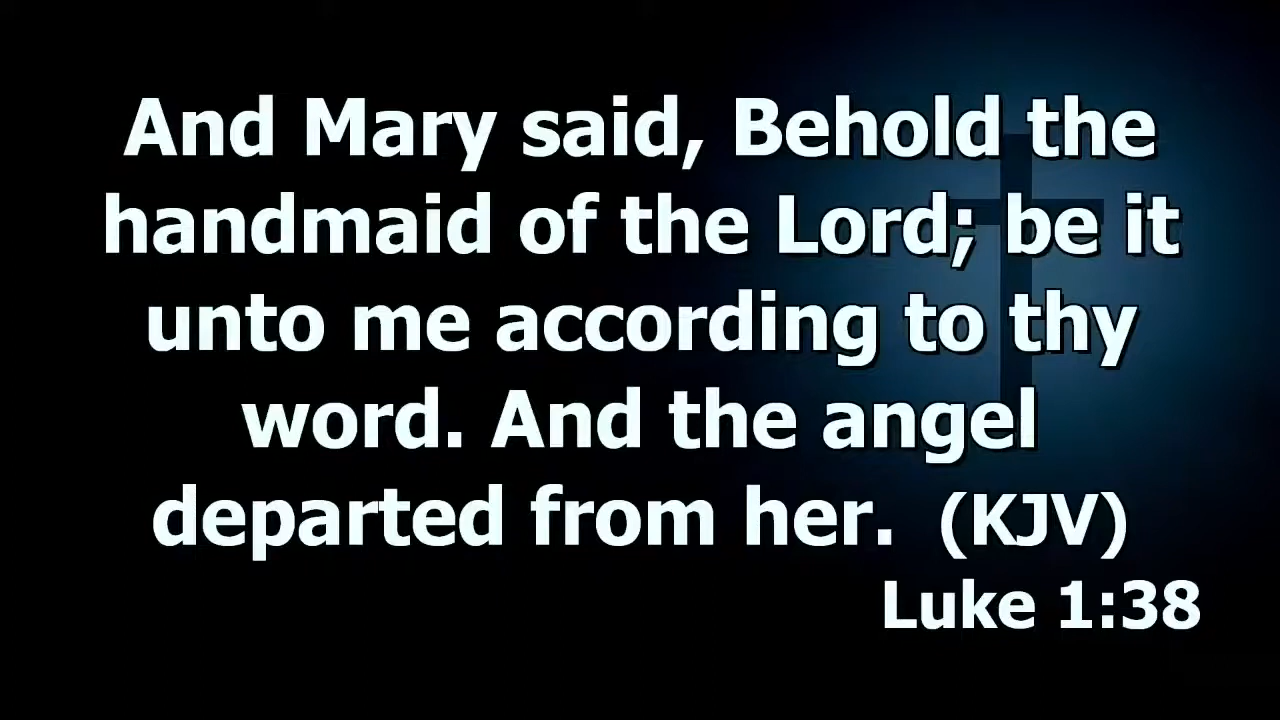 And Mary said, Behold the
handmaid of the Lord; be it
unto me according to thy
word. And the angel
departed from her.  (KJV)
Luke 1:38